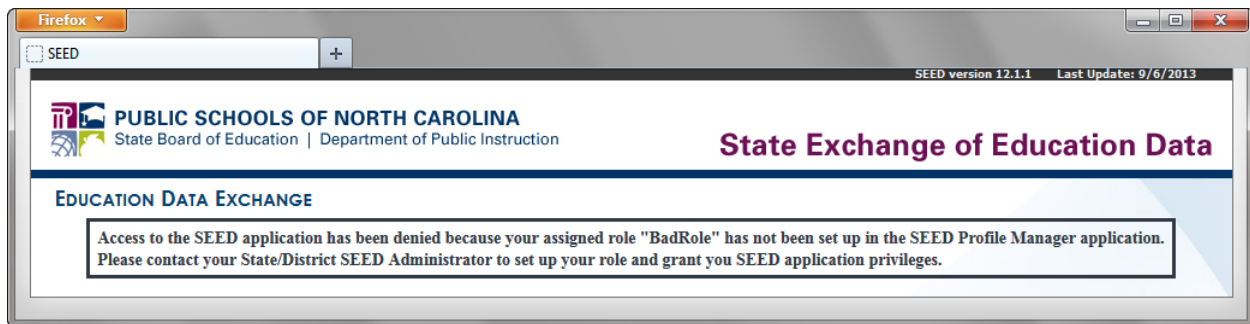 Firefox
SEED
SEED version 12.1.1 Last Update: 9/6/2013
PUBLIC SCHOOLS OF NORTH CAROLINA
State Board of Education | Department of Public Instruction
State Exchange of Education Data
EDUCATION DATA EXCHANGE
Access to the SEED application has been denied because your assigned role "BadRole" has not been set up in the SEED Profile Manager application.
Please contact your State/District SEED Administrator to set up your role and grant you SEED application privileges.